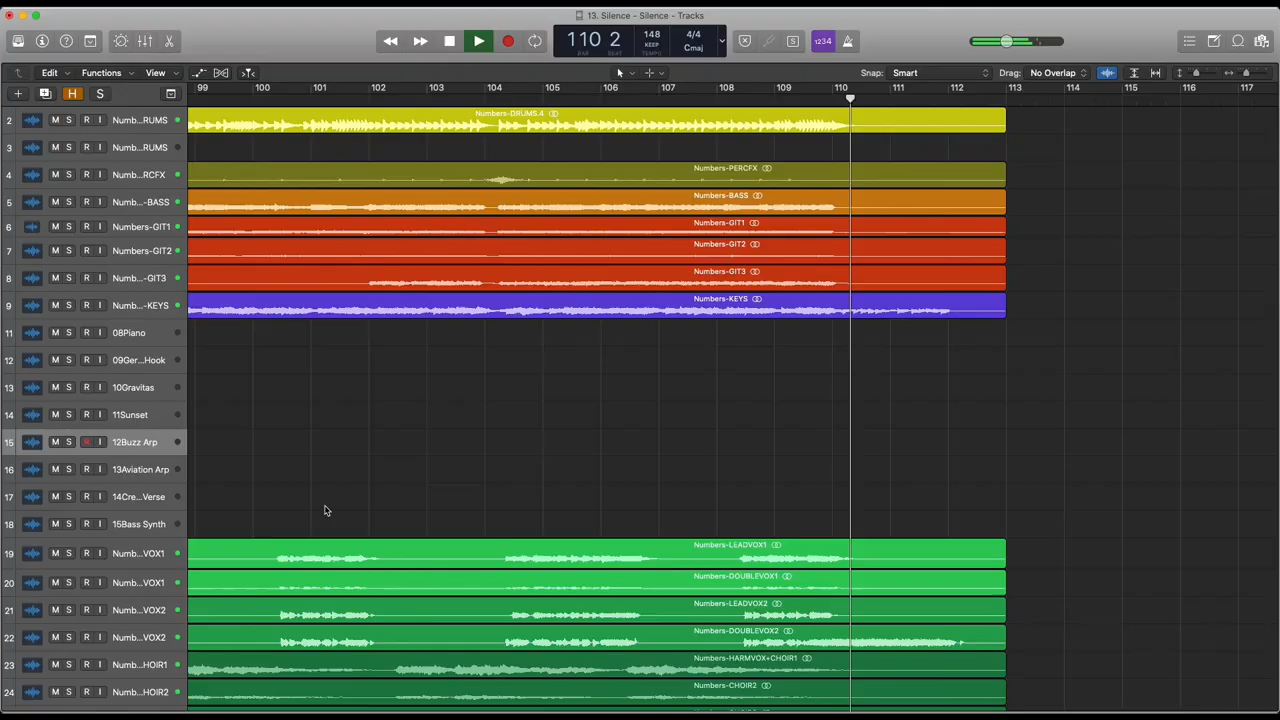 13. Silence - Silence - Tracks
110 2
BAR BEAT
148
KEEP
TEMPO
4/4
Cmaj
1234
Edit Functions View
Snap: Smart
Drag: No Overlap
H S
99 100 101 102 103 104 105 106 107 108 109 110 111 112 113 114 115 116 117
2 M S R I Numb...RUMS
Numbers-DRUMS.4
3 M S R I Numb...RUMS
4 M S R I Numb...RCFX
Numbers-PERCFX
M S R I Numb...-BASS
Numbers-BASS
6 M S R I Numbers-GIT1
Numbers-GIT1
7 M S R I Numbers-GIT2
Numbers-GIT2
8 M S R I Numb...GIT3
Numbers-GIT3
9 M S R I Numb...KEYS
Numbers-KEYS
11 M S R I 08Piano
12 M S R I 09Ger...Hook
13 M S R I 10Gravitas
14 M S R I 11Sunset
15 M S R I 12Buzz Arp
16 M S R I 13Aviation Arp
17 M S R I 14Cre...Verse
18 M S R I 15Bass Synth
19 M S R I Numb...VOX1
Numbers-LEADVOX1
20 M S R I Numb...VOX1
Numbers-DOUBLEVOX1
21 M S R I Numb...VOX2
Numbers-LEADVOX2
22 M S R I Numb...VOX2
Numbers-DOUBLEVOX2
23 M S R I Numb...OIR1
Numbers-HARMVOX+CHOIR1
M S R I Numb...HOIR2
Numbers-CHOIR2